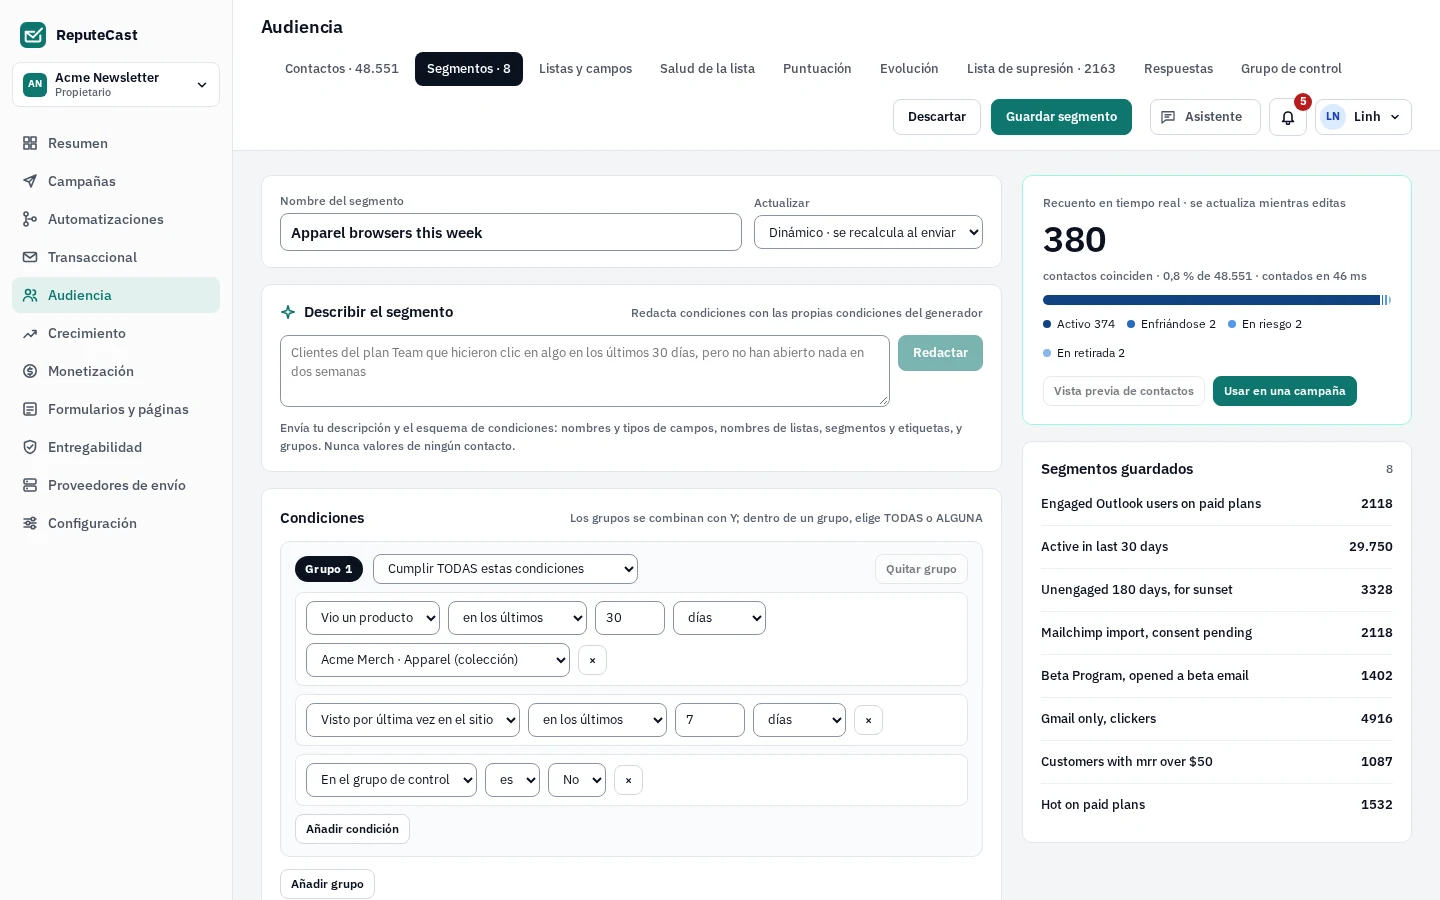 ReputeCast
AN
Acme Newsletter
Propietario
Resumen
Campañas
Automatizaciones
Transaccional
Audiencia
Crecimiento
Monetización
Formularios y páginas
Entregabilidad
Proveedores de envío
Configuración
Audiencia
Contactos · 48.551
Segmentos · 8
Listas y campos
Salud de la lista
Puntuación
Evolución
Lista de supresión · 2163
Respuestas
Grupo de control
Descartar
Guardar segmento
Asistente
5
LN
Linh
Nombre del segmento
Apparel browsers this week
Actualizar
Dinámico · se recalcula al enviar
Describir el segmento
Redacta condiciones con las propias condiciones del generador
Clientes del plan Team que hicieron clic en algo en los últimos 30 días, pero no han abierto nada en
dos semanas
Redactar
Envía tu descripción y el esquema de condiciones: nombres y tipos de campos, nombres de listas, segmentos y etiquetas, y
grupos. Nunca valores de ningún contacto.
Condiciones
Los grupos se combinan con Y; dentro de un grupo, elige TODAS o ALGUNA
Grupo 1
Cumplir TODAS estas condiciones
Quitar grupo
Vio un producto
en los últimos
30
días
Acme Merch · Apparel (colección)
×
Visto por última vez en el sitio
en los últimos
7
días
×
En el grupo de control
es
No
×
Añadir condición
Añadir grupo
Recuento en tiempo real · se actualiza mientras editas
380
contactos coinciden · 0,8 % de 48.551 · contados en 46 ms
Activo 374
Enfriándose 2
En riesgo 2
En retirada 2
Vista previa de contactos
Usar en una campaña
Segmentos guardados
8
Engaged Outlook users on paid plans
2118
Active in last 30 days
29.750
Unengaged 180 days, for sunset
3328
Mailchimp import, consent pending
2118
Beta Program, opened a beta email
1402
Gmail only, clickers
4916
Customers with mrr over $50
1087
Hot on paid plans
1532